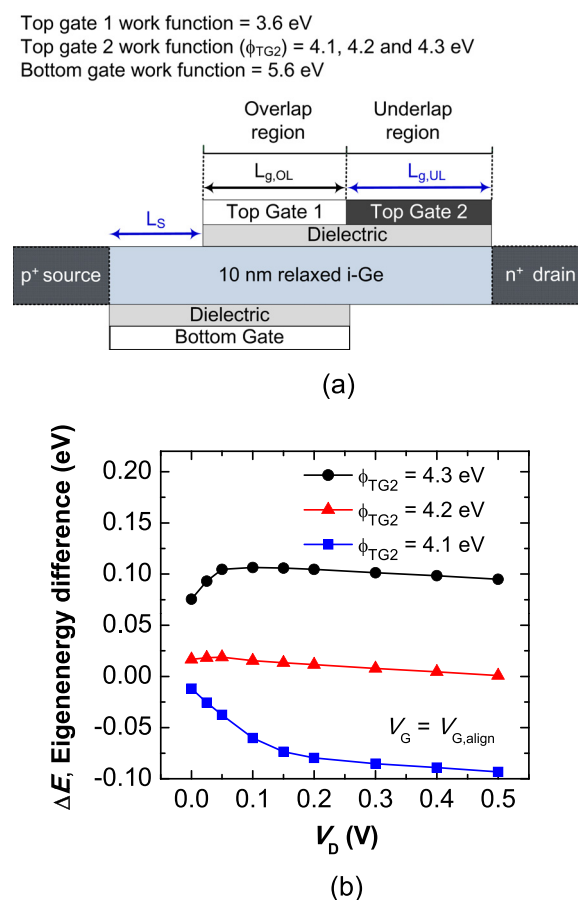 Top gate 1 work function = 3.6 eV
Top gate 2 work function (ϕTG2) = 4.1, 4.2 and 4.3 eV
Bottom gate work function = 5.6 eV
Overlap region
Underlap region
Lg,OL
Lg,UL
LS
Top Gate 1
Top Gate 2
Dielectric
p+ source
10 nm relaxed i-Ge
n+ drain
Dielectric
Bottom Gate
(a)
ΔE, Eigenenergy difference (eV)
0.20
0.15
0.10
0.05
0.00
-0.05
-0.10
ϕTG2 = 4.3 eV
ϕTG2 = 4.2 eV
ϕTG2 = 4.1 eV
VG = VG,align
0.0 0.1 0.2 0.3 0.4 0.5
VD (V)
(b)